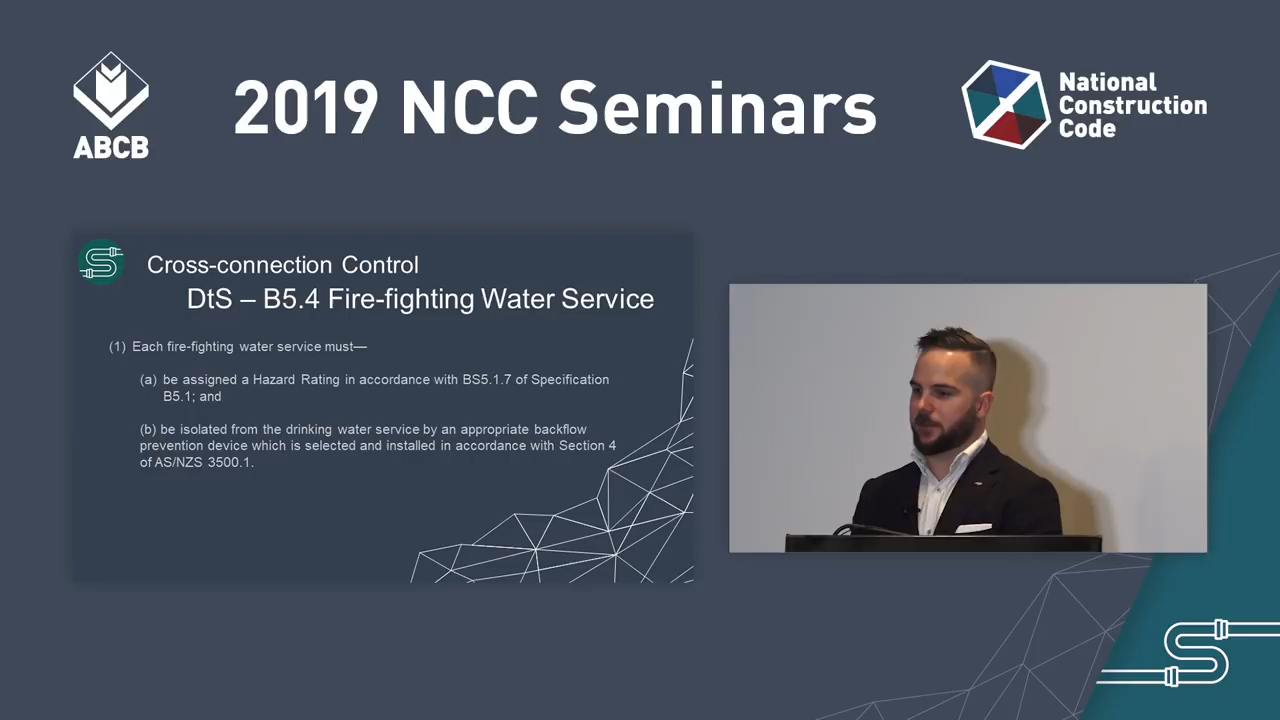 ABCB
2019 NCC Seminars
National
Construction
Code
Cross-connection Control
DtS – B5.4 Fire-fighting Water Service
(1) Each fire-fighting water service must—
(a) be assigned a Hazard Rating in accordance with BS5.1.7 of Specification
B5.1; and
(b) be isolated from the drinking water service by an appropriate backflow
prevention device which is selected and installed in accordance with Section 4
of AS/NZS 3500.1.